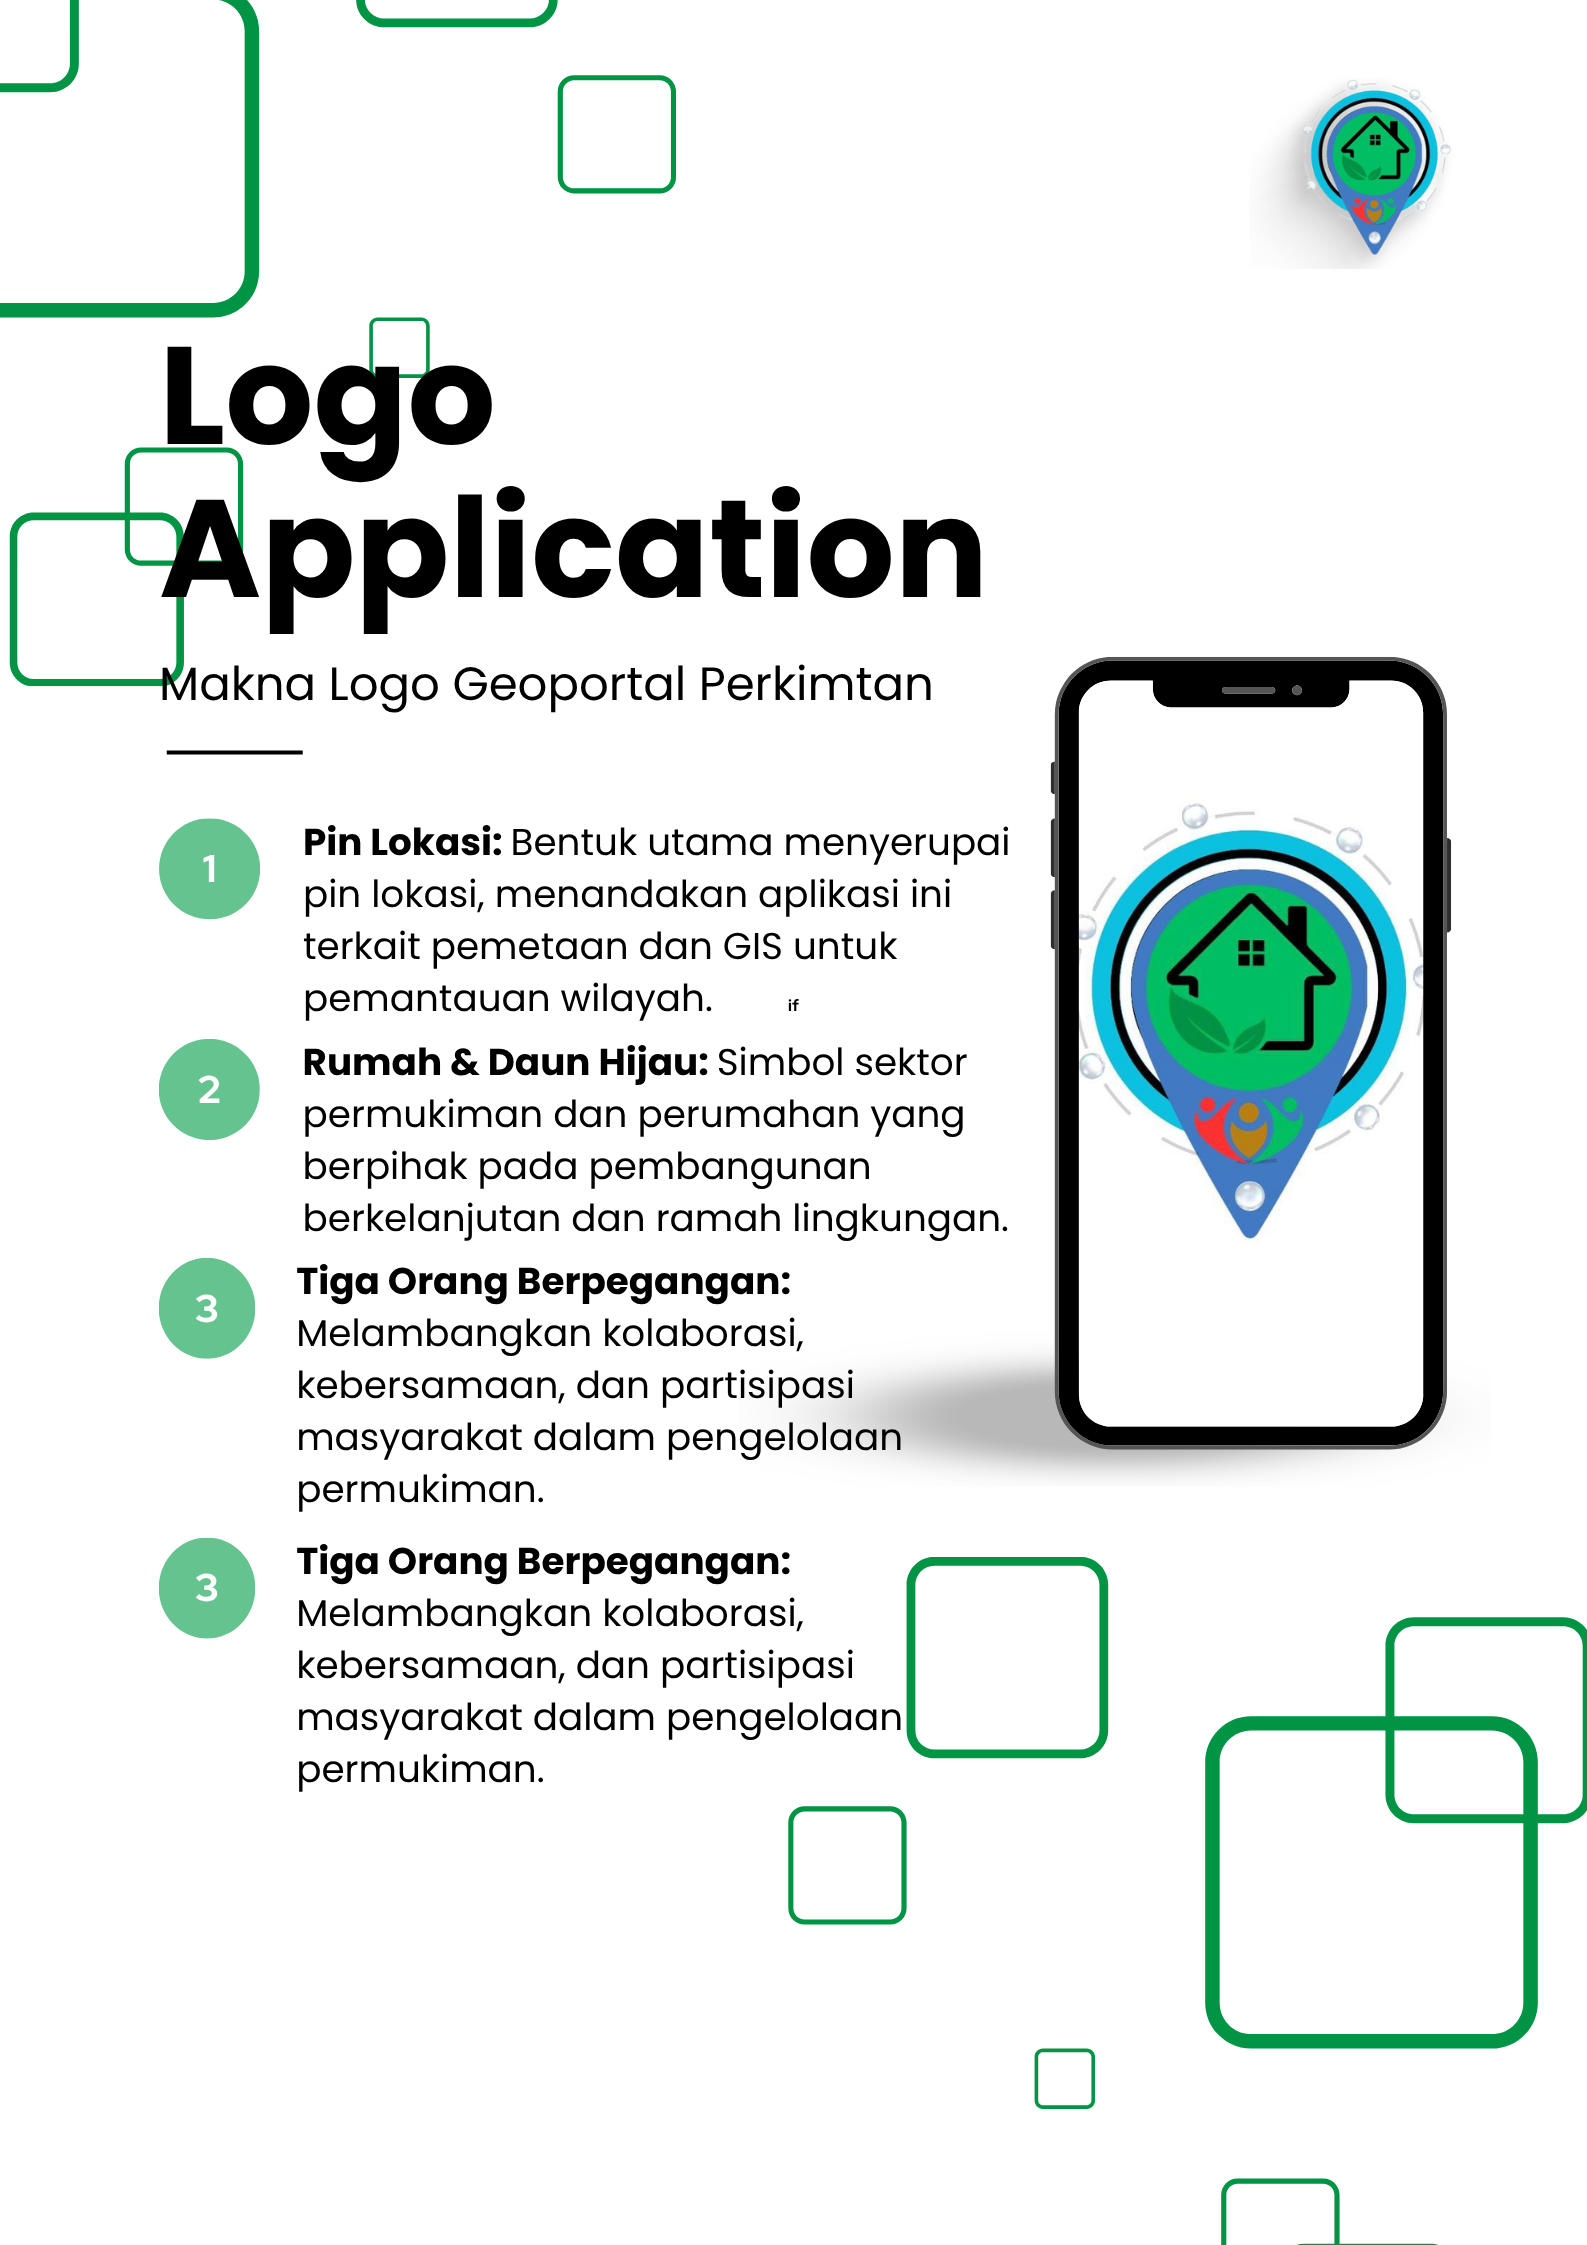 Logo
Application
Makna Logo Geoportal Perkimtan
1
Pin Lokasi: Bentuk utama menyerupai
pin lokasi, menandakan aplikasi ini
terkait pemetaan dan GIS untuk
pemantauan wilayah.
if
2
Rumah & Daun Hijau: Simbol sektor
permukiman dan perumahan yang
berpihak pada pembangunan
berkelanjutan dan ramah lingkungan.
3
Tiga Orang Berpegangan:
Melambangkan kolaborasi,
kebersamaan, dan partisipasi
masyarakat dalam pengelolaan
permukiman.
3
Tiga Orang Berpegangan:
Melambangkan kolaborasi,
kebersamaan, dan partisipasi
masyarakat dalam pengelolaan
permukiman.